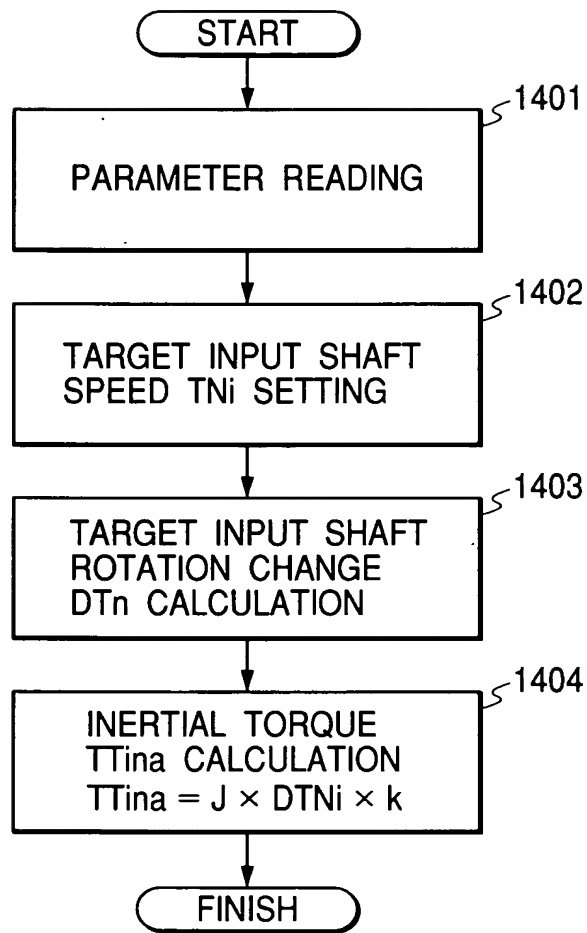 START
1401
PARAMETER READING
1402
TARGET INPUT SHAFT
SPEED TNi SETTING
1403
TARGET INPUT SHAFT
ROTATION CHANGE
DTn CALCULATION
1404
INERTIAL TORQUE
TTina CALCULATION
TTina = J × DTNi × k
FINISH